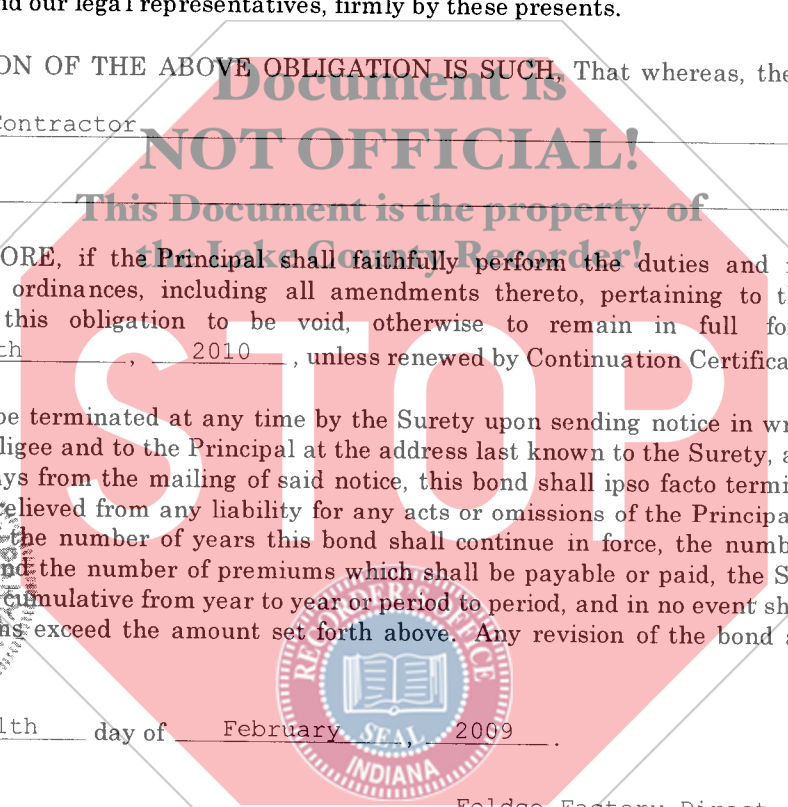 nd our legal representatives, firmly by these presents.
ON OF THE ABOVE OBLIGATION IS SUCH, That whereas, the
Document is
Contractor
NOT OFFICIAL!
This Document is the property of
the Lake County Recorder!
ORE, if the Principal shall faithfully perform the duties and
ordinances, including all amendments thereto, pertaining to t
this obligation to be void, otherwise to remain in full fo
th , 2010 , unless renewed by Continuation Certifica
STOP
be terminated at any time by the Surety upon sending notice in wr
ligee and to the Principal at the address last known to the Surety, a
ys from the mailing of said notice, this bond shall ipso facto termi
elieved from any liability for any acts or omissions of the Principa
the number of years this bond shall continue in force, the numb
nd the number of premiums which shall be payable or paid, the S
cumulative from year to year or period to period, and in no event sh
ns exceed the amount set forth above. Any revision of the bond a
RECORDER'S OFFICE
SEAL
INDIANA
1th day of February , 2009 .
Feldco Factory Direct